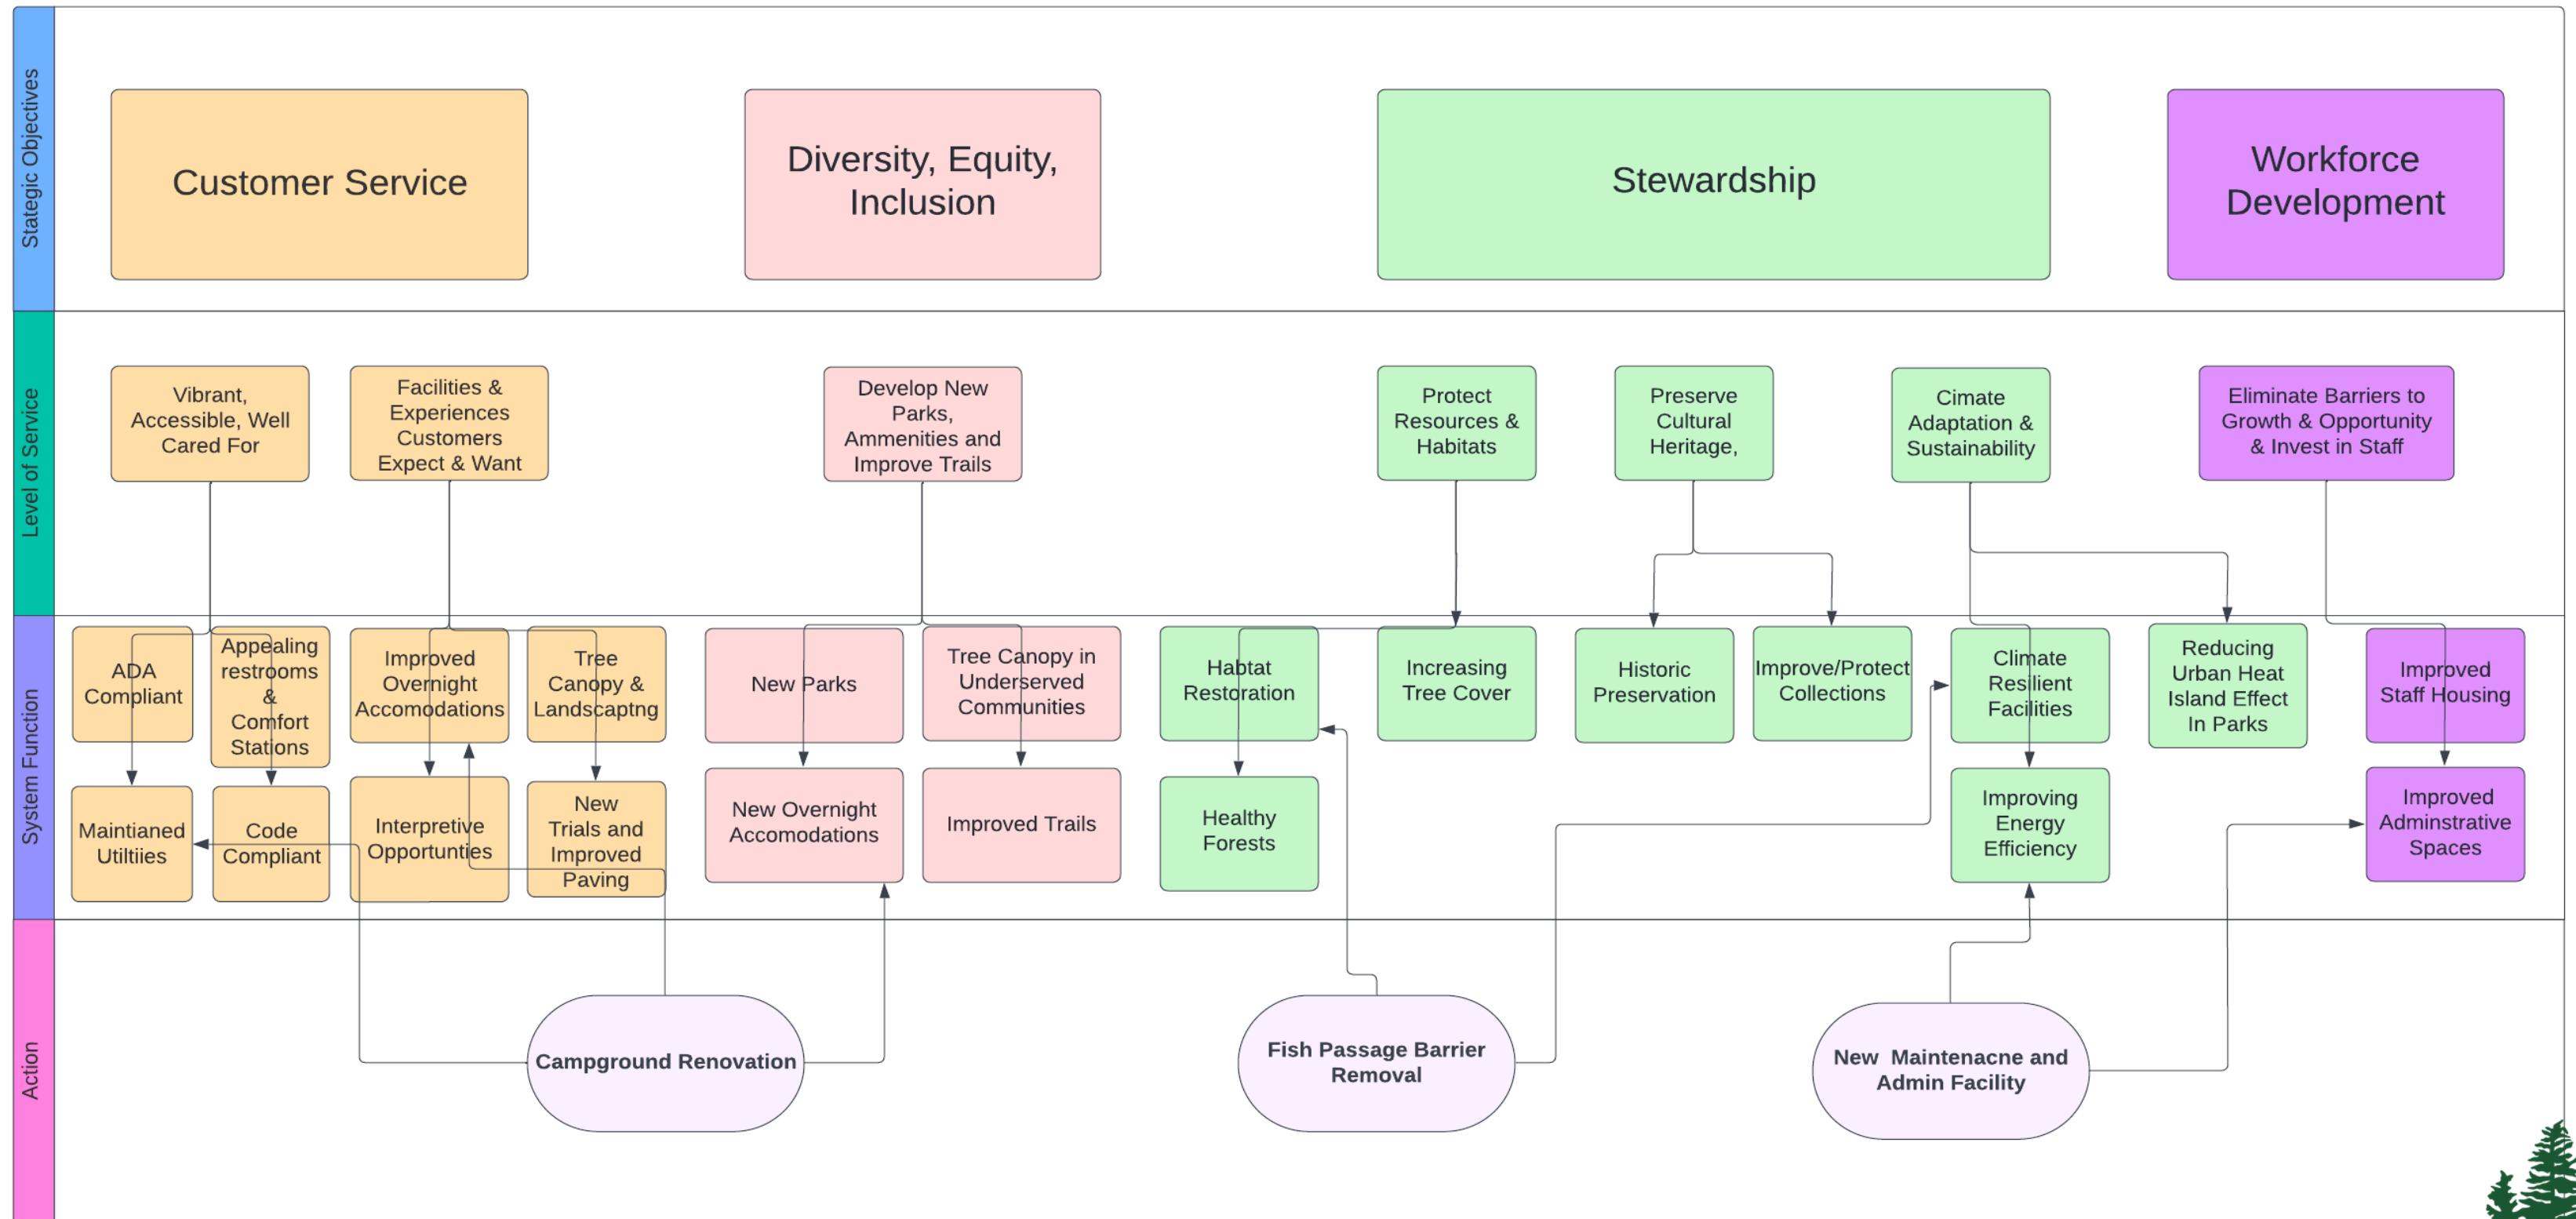 Stategic Objectives
Customer Service
Diversity, Equity,
Inclusion
Stewardship
Workforce
Development
Level of Service
Vibrant,
Accessible, Well
Cared For
Facilities &
Experiences
Customers
Expect & Want
Develop New
Parks,
Ammenities and
Improve Trails
Protect
Resources &
Habitats
Preserve
Cultural
Heritage,
Cimate
Adaptation &
Sustainability
Eliminate Barriers to
Growth & Opportunity
& Invest in Staff
System Function
ADA
Compliant
Appealing
restrooms
&
Comfort
Stations
Improved
Overnight
Accomodations
Tree
Canopy &
Landscaptng
New Parks
Tree Canopy in
Underserved
Communities
Habtat
Restoration
Increasing
Tree Cover
Historic
Preservation
Improve/Protect
Collections
Climate
Resilient
Facilities
Reducing
Urban Heat
Island Effect
In Parks
Improved
Staff Housing
Maintianed
Utiltiies
Code
Compliant
Interpretive
Opportunties
New
Trials and
Improved
Paving
New Overnight
Accomodations
Improved Trails
Healthy
Forests
Improving
Energy
Efficiency
Improved
Adminstrative
Spaces
Action
Campground Renovation
Fish Passage Barrier
Removal
New  Maintenacne and
Admin Facility